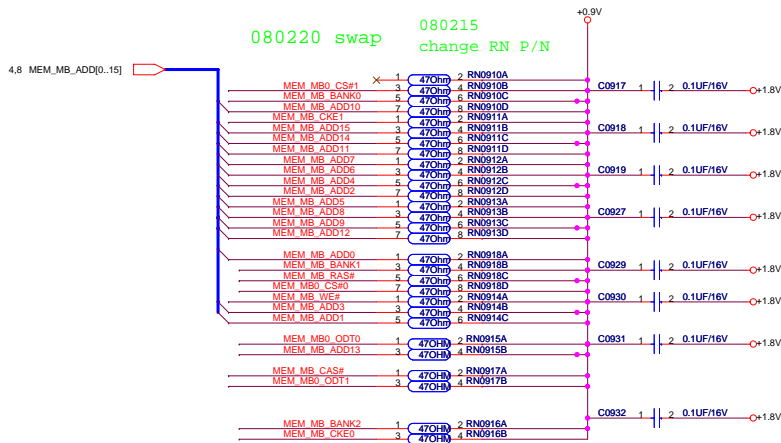 +0.9V
080220 swap
080215
change RN P/N
4,8 MEM_MB_ADD[0..15]
1 47Ohm 2 RN0910A
MEM_MB0_CS#1 3 47Ohm 4 RN0910B C0917 1 2 0.1UF/16V +1.8V
MEM_MB_BANK0 5 47Ohm 6 RN0910C
MEM_MB_ADD10 7 47Ohm 8 RN0910D
MEM_MB_CKE1 1 47Ohm 2 RN0911A
MEM_MB_ADD15 3 47Ohm 4 RN0911B C0918 1 2 0.1UF/16V +1.8V
MEM_MB_ADD14 5 47Ohm 6 RN0911C
MEM_MB_ADD11 7 47Ohm 8 RN0911D
MEM_MB_ADD7 1 47Ohm 2 RN0912A
MEM_MB_ADD6 3 47Ohm 4 RN0912B C0919 1 2 0.1UF/16V +1.8V
MEM_MB_ADD4 5 47Ohm 6 RN0912C
MEM_MB_ADD2 7 47Ohm 8 RN0912D
MEM_MB_ADD5 1 47Ohm 2 RN0913A
MEM_MB_ADD8 3 47Ohm 4 RN0913B C0927 1 2 0.1UF/16V +1.8V
MEM_MB_ADD9 5 47Ohm 6 RN0913C
MEM_MB_ADD12 7 47Ohm 8 RN0913D
MEM_MB_ADD0 1 47Ohm 2 RN0918A
MEM_MB_BANK1 3 47Ohm 4 RN0918B C0929 1 2 0.1UF/16V +1.8V
MEM_MB_RAS# 5 47Ohm 6 RN0918C
MEM_MB0_CS#0 7 47Ohm 8 RN0918D
MEM_MB_WE# 1 47Ohm 2 RN0914A C0930 1 2 0.1UF/16V +1.8V
MEM_MB_ADD3 3 47Ohm 4 RN0914B
MEM_MB_ADD1 5 47Ohm 6 RN0914C
MEM_MB0_ODT0 1 47OHM 2 RN0915A C0931 1 2 0.1UF/16V +1.8V
MEM_MB_ADD13 3 47OHM 4 RN0915B
MEM_MB_CAS# 1 47OHM 2 RN0917A
MEM_MB0_ODT1 3 47OHM 4 RN0917B
C0932 1 2 0.1UF/16V +1.8V
MEM_MB_BANK2 1 47OHM 2 RN0916A
MEM_MB_CKE0 3 47OHM 4 RN0916B